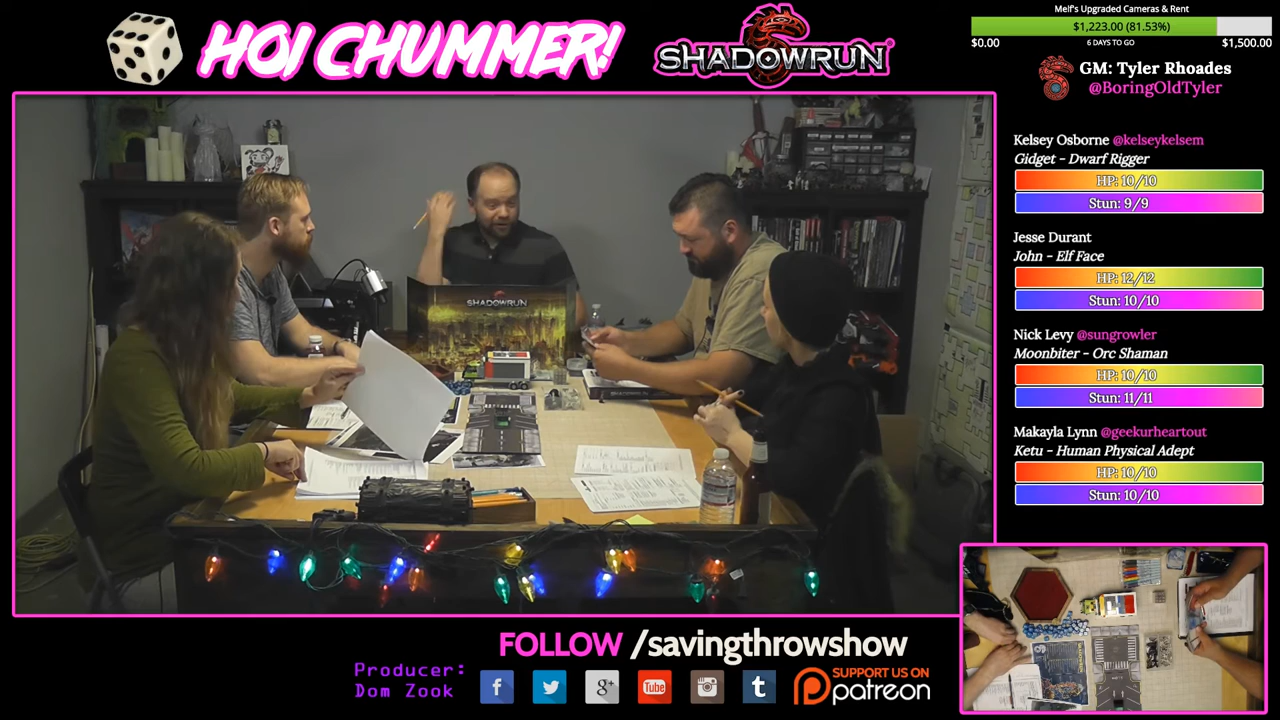 HOI CHUMMER!
SHADOWRUN
Melf's Upgraded Cameras & Rent
$1,223.00 (81.53%)
$0.00
6 DAYS TO GO
$1,500.00
GM: Tyler Rhoades
@BoringOldTyler
Kelsey Osborne @kelseykelsem
Gidget - Dwarf Rigger
HP: 10/10
Stun: 9/9
Jesse Durant
John - Elf Face
HP: 12/12
Stun: 10/10
Nick Levy @sungrowler
Moonbiter - Orc Shaman
HP: 10/10
Stun: 11/11
Makayla Lynn @geekurheartout
Ketu - Human Physical Adept
HP: 10/10
Stun: 10/10
SHADOWRUN
FOLLOW /savingthrowshow
Producer:
Dom Zook
f
g+
You Tube
t
SUPPORT US ON
patreon